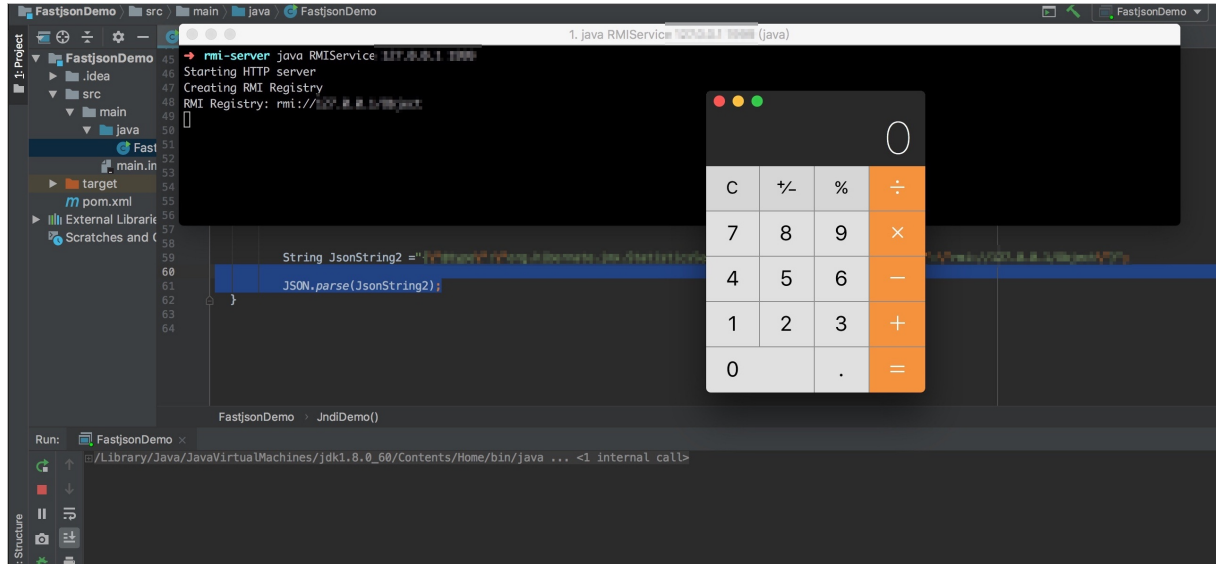 FastjsonDemo src main java FastjsonDemo
FastjsonDemo
1. java RMIService (java)
1: Project
FastjsonDemo
.idea
src
main
java
Fast
main.in
target
pom.xml
External Librarie
Scratches and
→ rmi-server java RMIService
Starting HTTP server
Creating RMI Registry
RMI Registry: rmi://
45
46
47
48
49
50
51
52
53
54
55
56
57
58
59 String JsonString2 ="
60
61 JSON.parse(JsonString2);
62 }
63
64
0
C +/- % ÷
7 8 9 ×
4 5 6 −
1 2 3 +
0 . =
FastjsonDemo › JndiDemo()
Run: FastjsonDemo ×
/Library/Java/JavaVirtualMachines/jdk1.8.0_60/Contents/Home/bin/java ... <1 internal call>
Structure